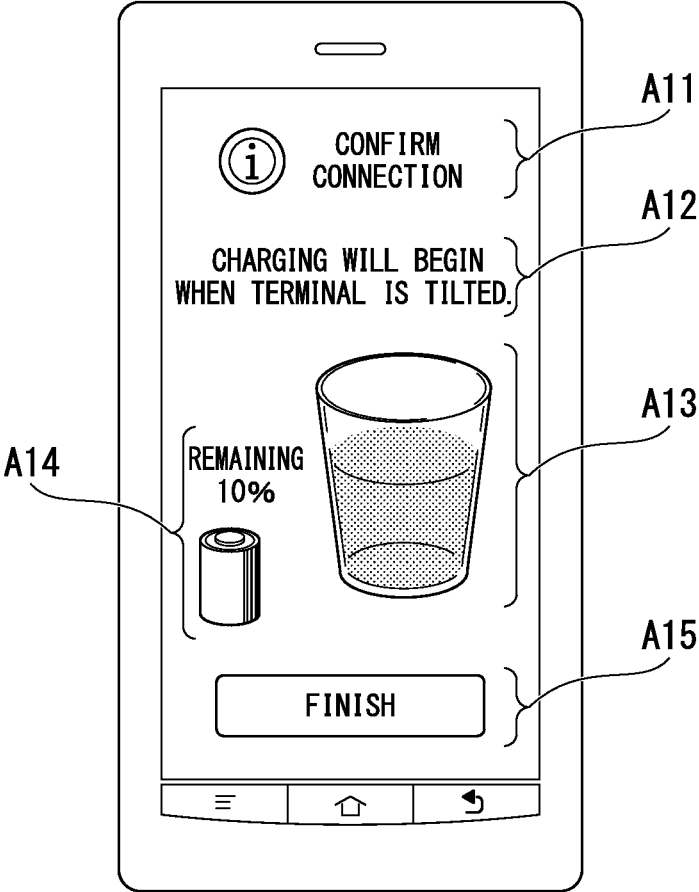 A11
i CONFIRM
CONNECTION
A12
CHARGING WILL BEGIN
WHEN TERMINAL IS TILTED.
A13
A14
REMAINING
10%
A15
FINISH